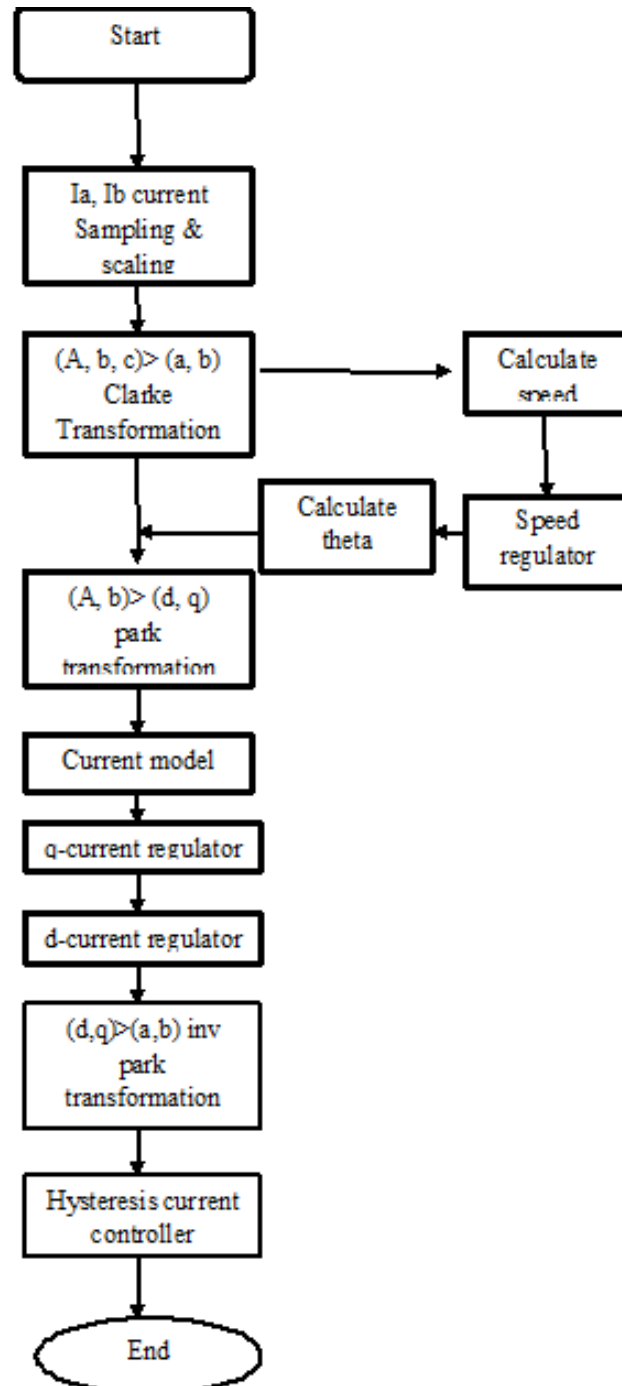 Start
Ia, Ib current
Sampling &
scaling
(A, b, c)> (a, b)
Clarke
Transformation
Calculate
speed
Calculate
theta
Speed
regulator
(A, b)> (d, q)
park
transformation
Current model
q-current regulator
d-current regulator
(d,q)>(a,b) inv
park
transformation
Hysteresis current
controller
End